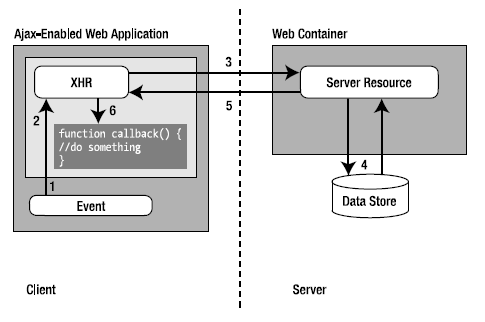 Ajax-Enabled Web Application
Web Container
3
XHR
Server Resource
5
2
6
function callback() {
//do something
}
4
1
Event
Data Store
Client
Server